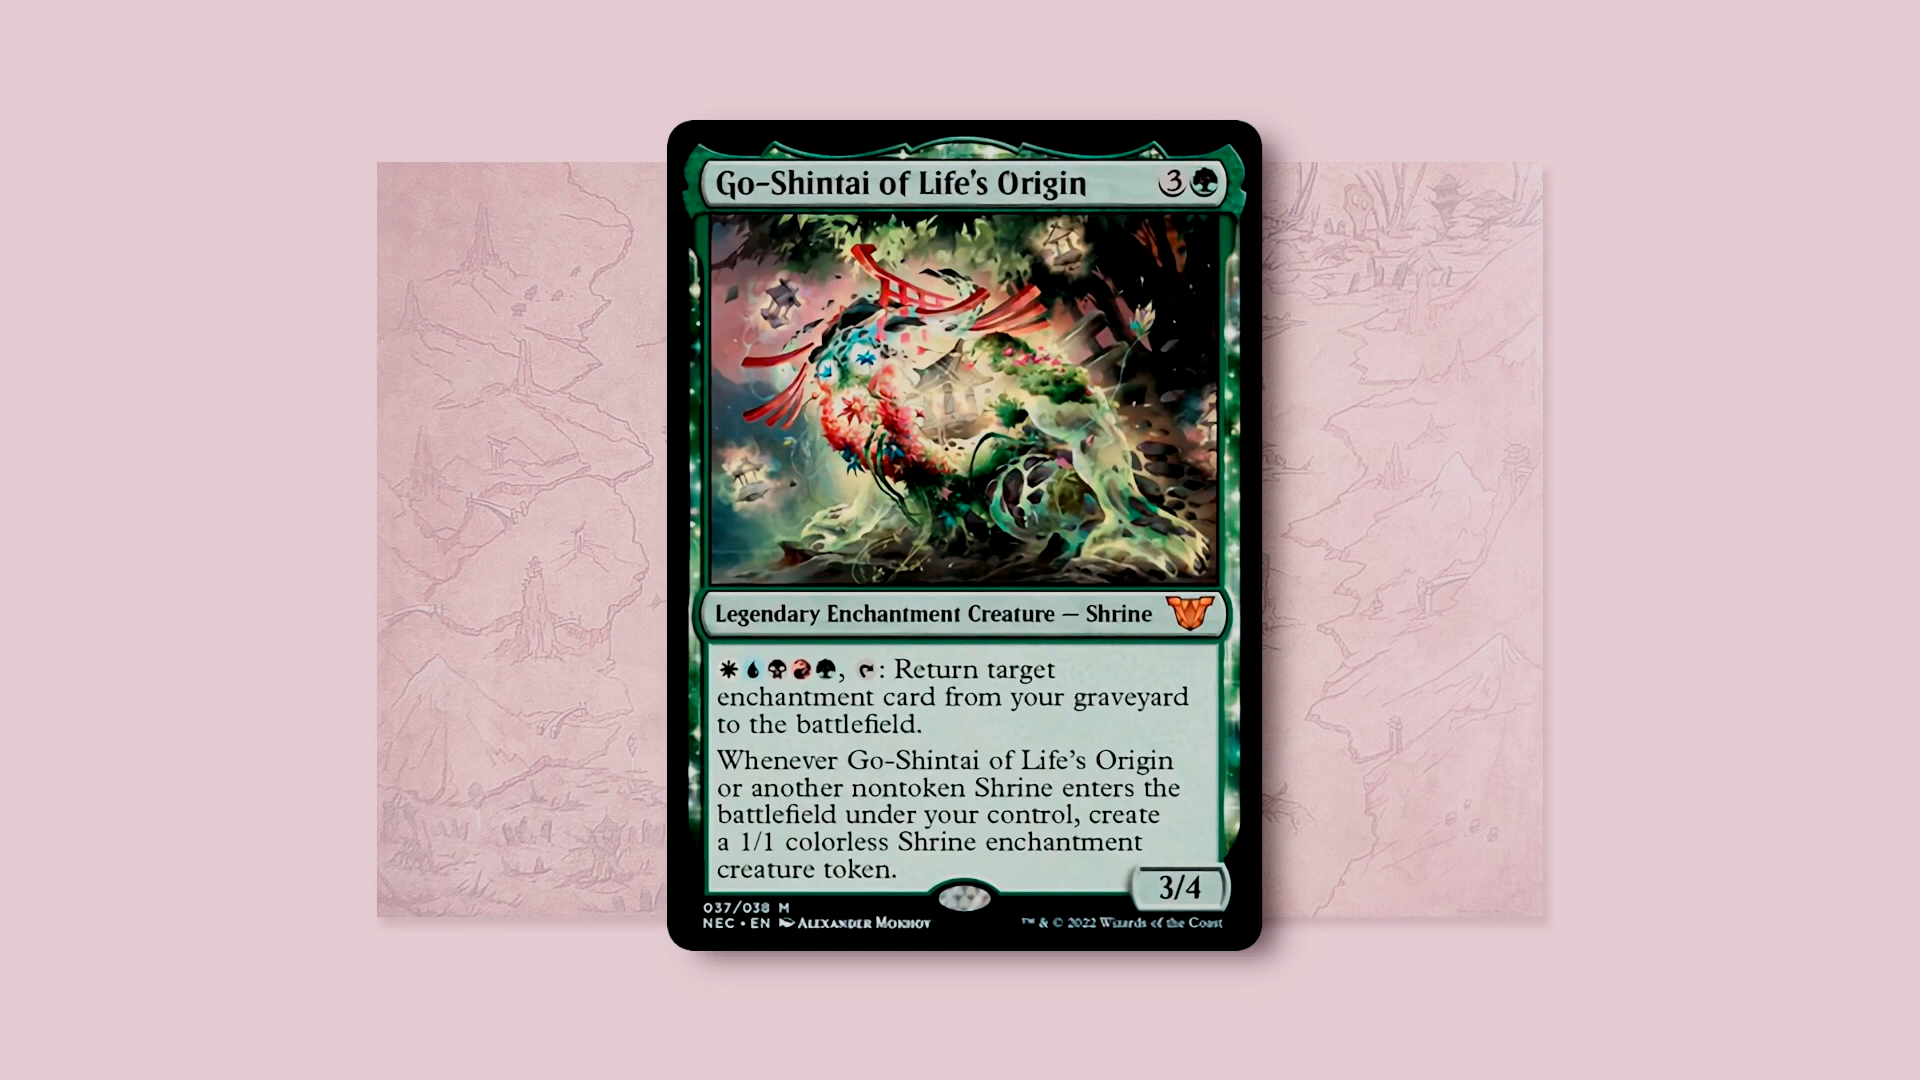 Go-Shintai of Life's Origin 3
Legendary Enchantment Creature — Shrine
, : Return target
enchantment card from your graveyard
to the battlefield.
Whenever Go-Shintai of Life's Origin
or another nontoken Shrine enters the
battlefield under your control, create
a 1/1 colorless Shrine enchantment
creature token.
3/4
037/038 M
NEC • EN Alexander Mokhov
™ & © 2022 Wizards of the Coast